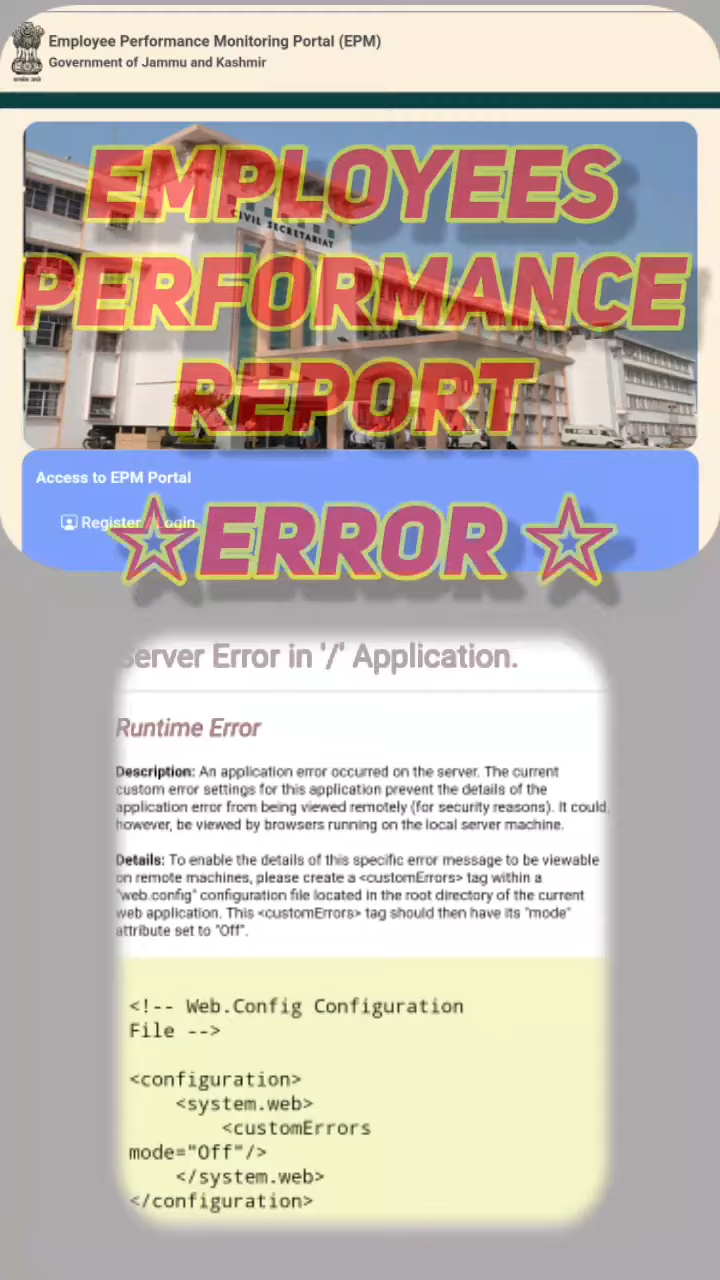 Employee Performance Monitoring Portal (EPM)
Government of Jammu and Kashmir
EMPLOYEES
CIVIL SECRETARIAT
PERFORMANCE
REPORT
Access to EPM Portal
Register / Login
☆ERROR ☆
Server Error in '/' Application.
Runtime Error
Description: An application error occurred on the server. The current
custom error settings for this application prevent the details of the
application error from being viewed remotely (for security reasons). It could,
however, be viewed by browsers running on the local server machine.
Details: To enable the details of this specific error message to be viewable
on remote machines, please create a <customErrors> tag within a
"web.config" configuration file located in the root directory of the current
web application. This <customErrors> tag should then have its "mode"
attribute set to "Off".
<!-- Web.Config Configuration
File -->
<configuration>
<system.web>
<customErrors
mode="Off"/>
</system.web>
</configuration>